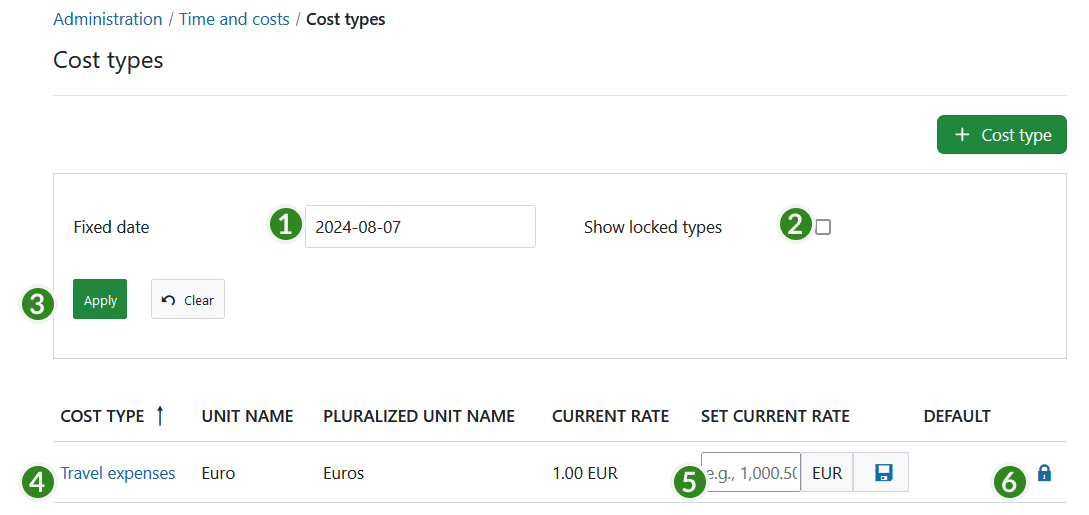 Administration / Time and costs / Cost types
Cost types
+ Cost type
Fixed date 1 2024-08-07 Show locked types 2
3 Apply Clear
COST TYPE ↑ UNIT NAME PLURALIZED UNIT NAME CURRENT RATE SET CURRENT RATE DEFAULT
4 Travel expenses Euro Euros 1.00 EUR 5 e.g., 1,000.50 EUR 6